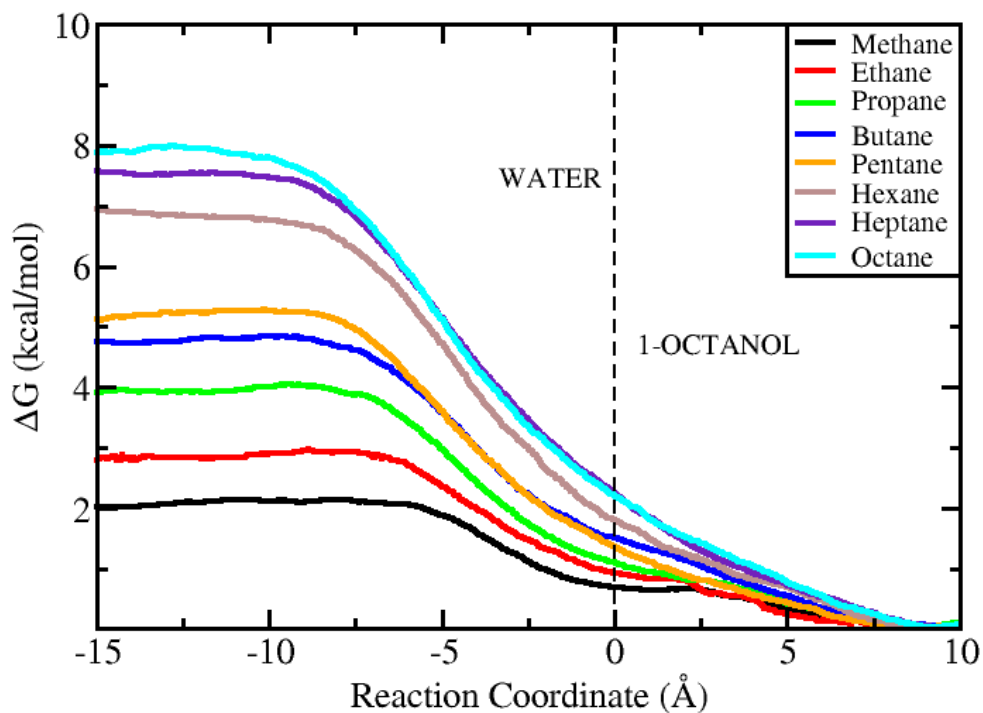 10
8
6
4
2
ΔG (kcal/mol)
WATER
1-OCTANOL
Methane
Ethane
Propane
Butane
Pentane
Hexane
Heptane
Octane
-15
-10
-5
0
5
10
Reaction Coordinate (Å)